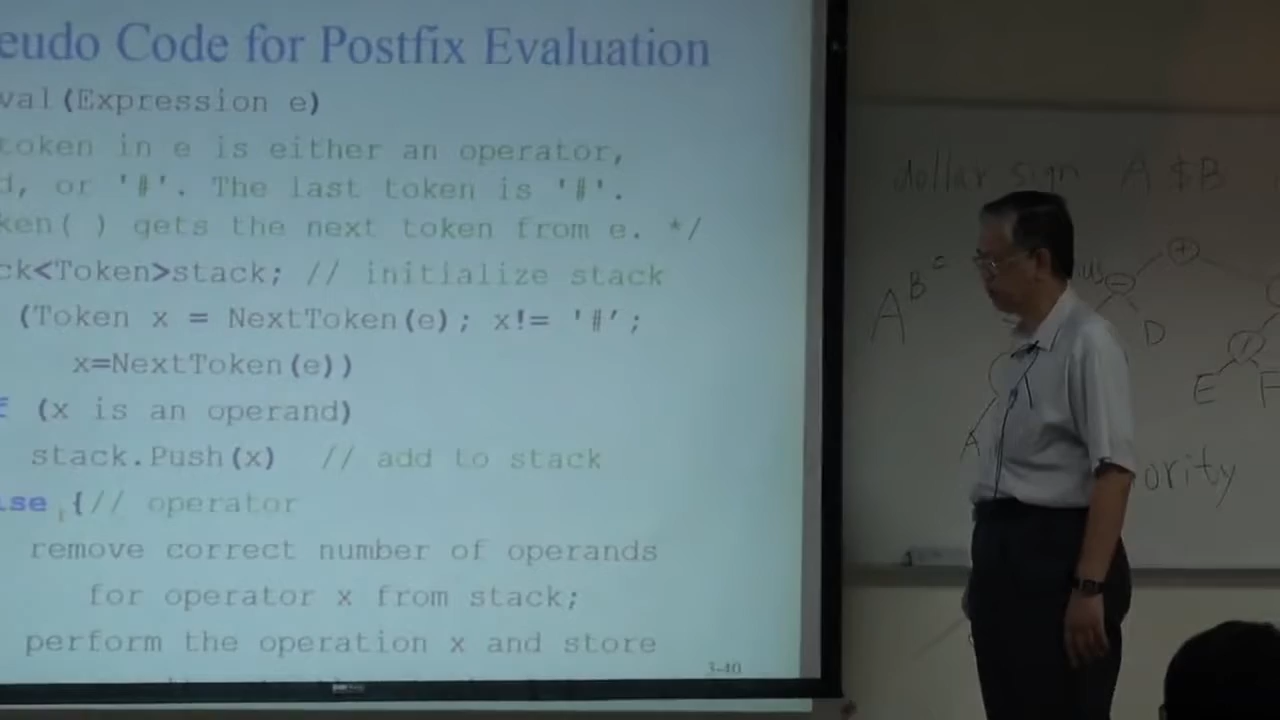 eudo Code for Postfix Evaluation
val(Expression e)
token in e is either an operator,
d, or '#'. The last token is '#'.
ken( ) gets the next token from e. */
ck<Token>stack; // initialize stack
(Token x = NextToken(e); x!= '#';
x=NextToken(e))
f (x is an operand)
stack.Push(x) // add to stack
lse {// operator
remove correct number of operands
for operator x from stack;
perform the operation x and store
3-40
dollar sign A $ B
A B =
us
+
-
D
/
E F
A
ority